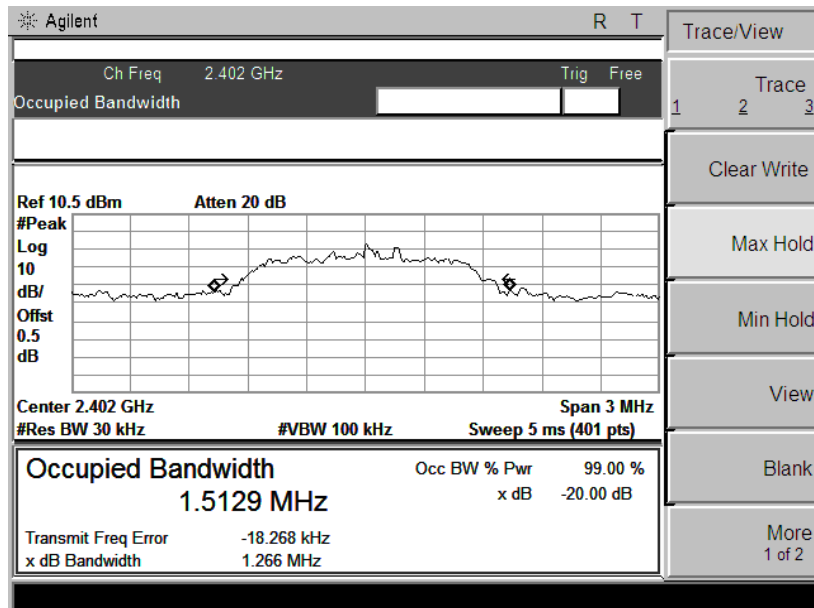 Agilent R T
Ch Freq 2.402 GHz Trig Free
Occupied Bandwidth
Ref 10.5 dBm Atten 20 dB
#Peak
Log
10
dB/
Offst
0.5
dB
Center 2.402 GHz Span 3 MHz
#Res BW 30 kHz #VBW 100 kHz Sweep 5 ms (401 pts)
Occupied Bandwidth Occ BW % Pwr 99.00 %
1.5129 MHz x dB -20.00 dB
Transmit Freq Error -18.268 kHz
x dB Bandwidth 1.266 MHz
Trace/View
Trace
1 2 3
Clear Write
Max Hold
Min Hold
View
Blank
More
1 of 2